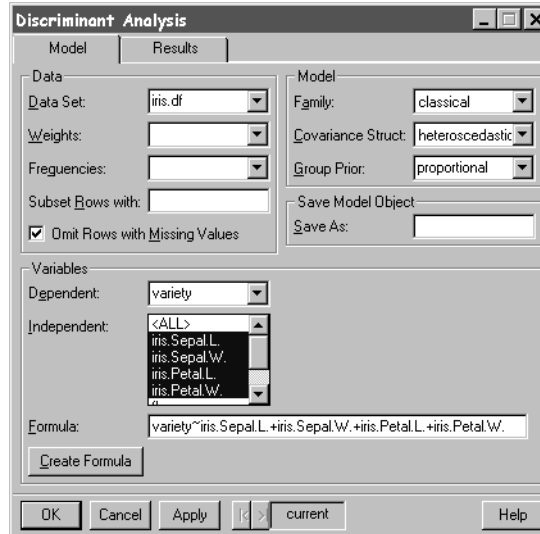 Discriminant Analysis
Model
Results
Data
Data Set:
iris.df
Weights:
Frequencies:
Subset Rows with:
Omit Rows with Missing Values
Model
Family:
classical
Covariance Struct:
heteroscedastic
Group Prior:
proportional
Save Model Object
Save As:
Variables
Dependent:
variety
Independent:
<ALL>
iris.Sepal.L.
iris.Sepal.W.
iris.Petal.L.
iris.Petal.W.
Formula:
variety~iris.Sepal.L.+iris.Sepal.W.+iris.Petal.L.+iris.Petal.W.
Create Formula
OK
Cancel
Apply
current
Help